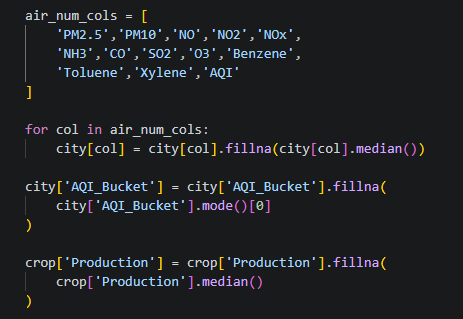 air_num_cols = [
    'PM2.5','PM10','NO','NO2','NOx',
    'NH3','CO','SO2','O3','Benzene',
    'Toluene','Xylene','AQI'
]

for col in air_num_cols:
    city[col] = city[col].fillna(city[col].median())

city['AQI_Bucket'] = city['AQI_Bucket'].fillna(
    city['AQI_Bucket'].mode()[0]
)

crop['Production'] = crop['Production'].fillna(
    crop['Production'].median()
)